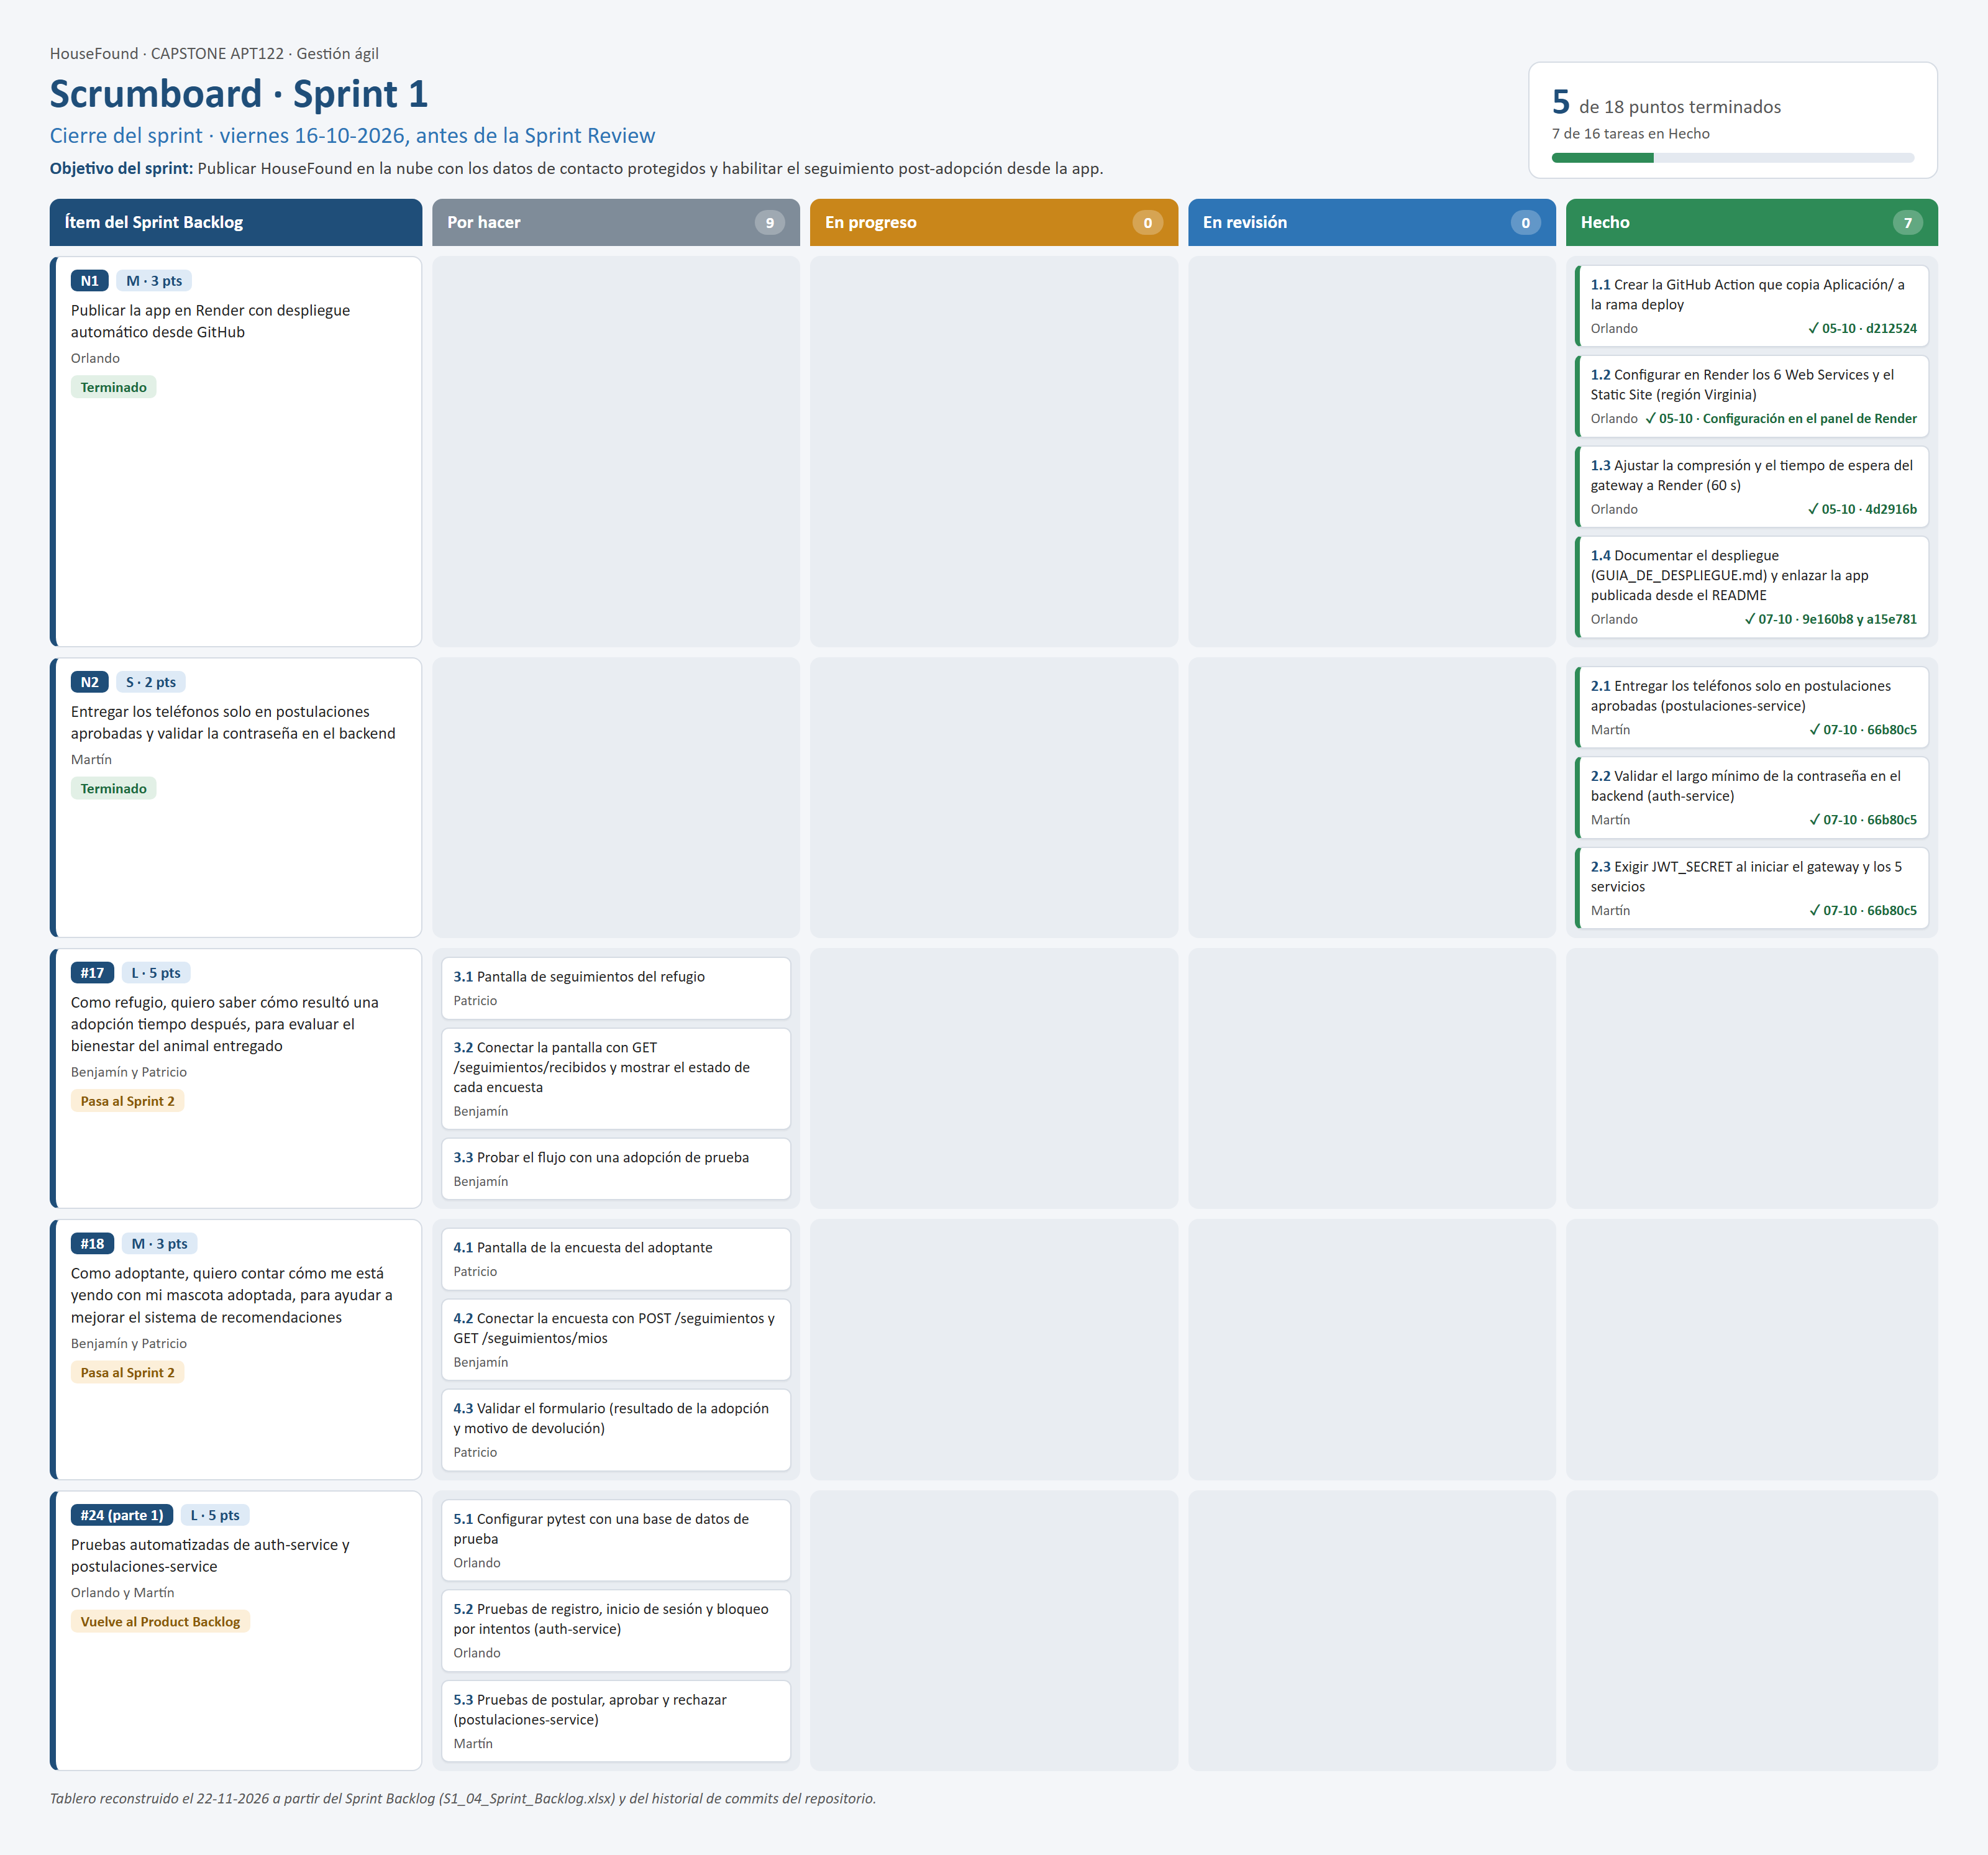 HouseFound · CAPSTONE APT122 · Gestión ágil
Scrumboard · Sprint 1
Cierre del sprint · viernes 16-10-2026, antes de la Sprint Review
Objetivo del sprint: Publicar HouseFound en la nube con los datos de contacto protegidos y habilitar el seguimiento post-adopción desde la app.
5 de 18 puntos terminados
7 de 16 tareas en Hecho
Ítem del Sprint Backlog
Por hacer 9
En progreso 0
En revisión 0
Hecho 7
N1 M · 3 pts
Publicar la app en Render con despliegue
automático desde GitHub
Orlando
Terminado
1.1 Crear la GitHub Action que copia Aplicación/ a
la rama deploy
Orlando ✓ 05-10 · d212524
1.2 Configurar en Render los 6 Web Services y el
Static Site (región Virginia)
Orlando ✓ 05-10 · Configuración en el panel de Render
1.3 Ajustar la compresión y el tiempo de espera del
gateway a Render (60 s)
Orlando ✓ 05-10 · 4d2916b
1.4 Documentar el despliegue
(GUIA_DE_DESPLIEGUE.md) y enlazar la app
publicada desde el README
Orlando ✓ 07-10 · 9e160b8 y a15e781
N2 S · 2 pts
Entregar los teléfonos solo en postulaciones
aprobadas y validar la contraseña en el backend
Martín
Terminado
2.1 Entregar los teléfonos solo en postulaciones
aprobadas (postulaciones-service)
Martín ✓ 07-10 · 66b80c5
2.2 Validar el largo mínimo de la contraseña en el
backend (auth-service)
Martín ✓ 07-10 · 66b80c5
2.3 Exigir JWT_SECRET al iniciar el gateway y los 5
servicios
Martín ✓ 07-10 · 66b80c5
#17 L · 5 pts
Como refugio, quiero saber cómo resultó una
adopción tiempo después, para evaluar el
bienestar del animal entregado
Benjamín y Patricio
Pasa al Sprint 2
3.1 Pantalla de seguimientos del refugio
Patricio
3.2 Conectar la pantalla con GET
/seguimientos/recibidos y mostrar el estado de
cada encuesta
Benjamín
3.3 Probar el flujo con una adopción de prueba
Benjamín
#18 M · 3 pts
Como adoptante, quiero contar cómo me está
yendo con mi mascota adoptada, para ayudar a
mejorar el sistema de recomendaciones
Benjamín y Patricio
Pasa al Sprint 2
4.1 Pantalla de la encuesta del adoptante
Patricio
4.2 Conectar la encuesta con POST /seguimientos y
GET /seguimientos/mios
Benjamín
4.3 Validar el formulario (resultado de la adopción
y motivo de devolución)
Patricio
#24 (parte 1) L · 5 pts
Pruebas automatizadas de auth-service y
postulaciones-service
Orlando y Martín
Vuelve al Product Backlog
5.1 Configurar pytest con una base de datos de
prueba
Orlando
5.2 Pruebas de registro, inicio de sesión y bloqueo
por intentos (auth-service)
Orlando
5.3 Pruebas de postular, aprobar y rechazar
(postulaciones-service)
Martín
Tablero reconstruido el 22-11-2026 a partir del Sprint Backlog (S1_04_Sprint_Backlog.xlsx) y del historial de commits del repositorio.